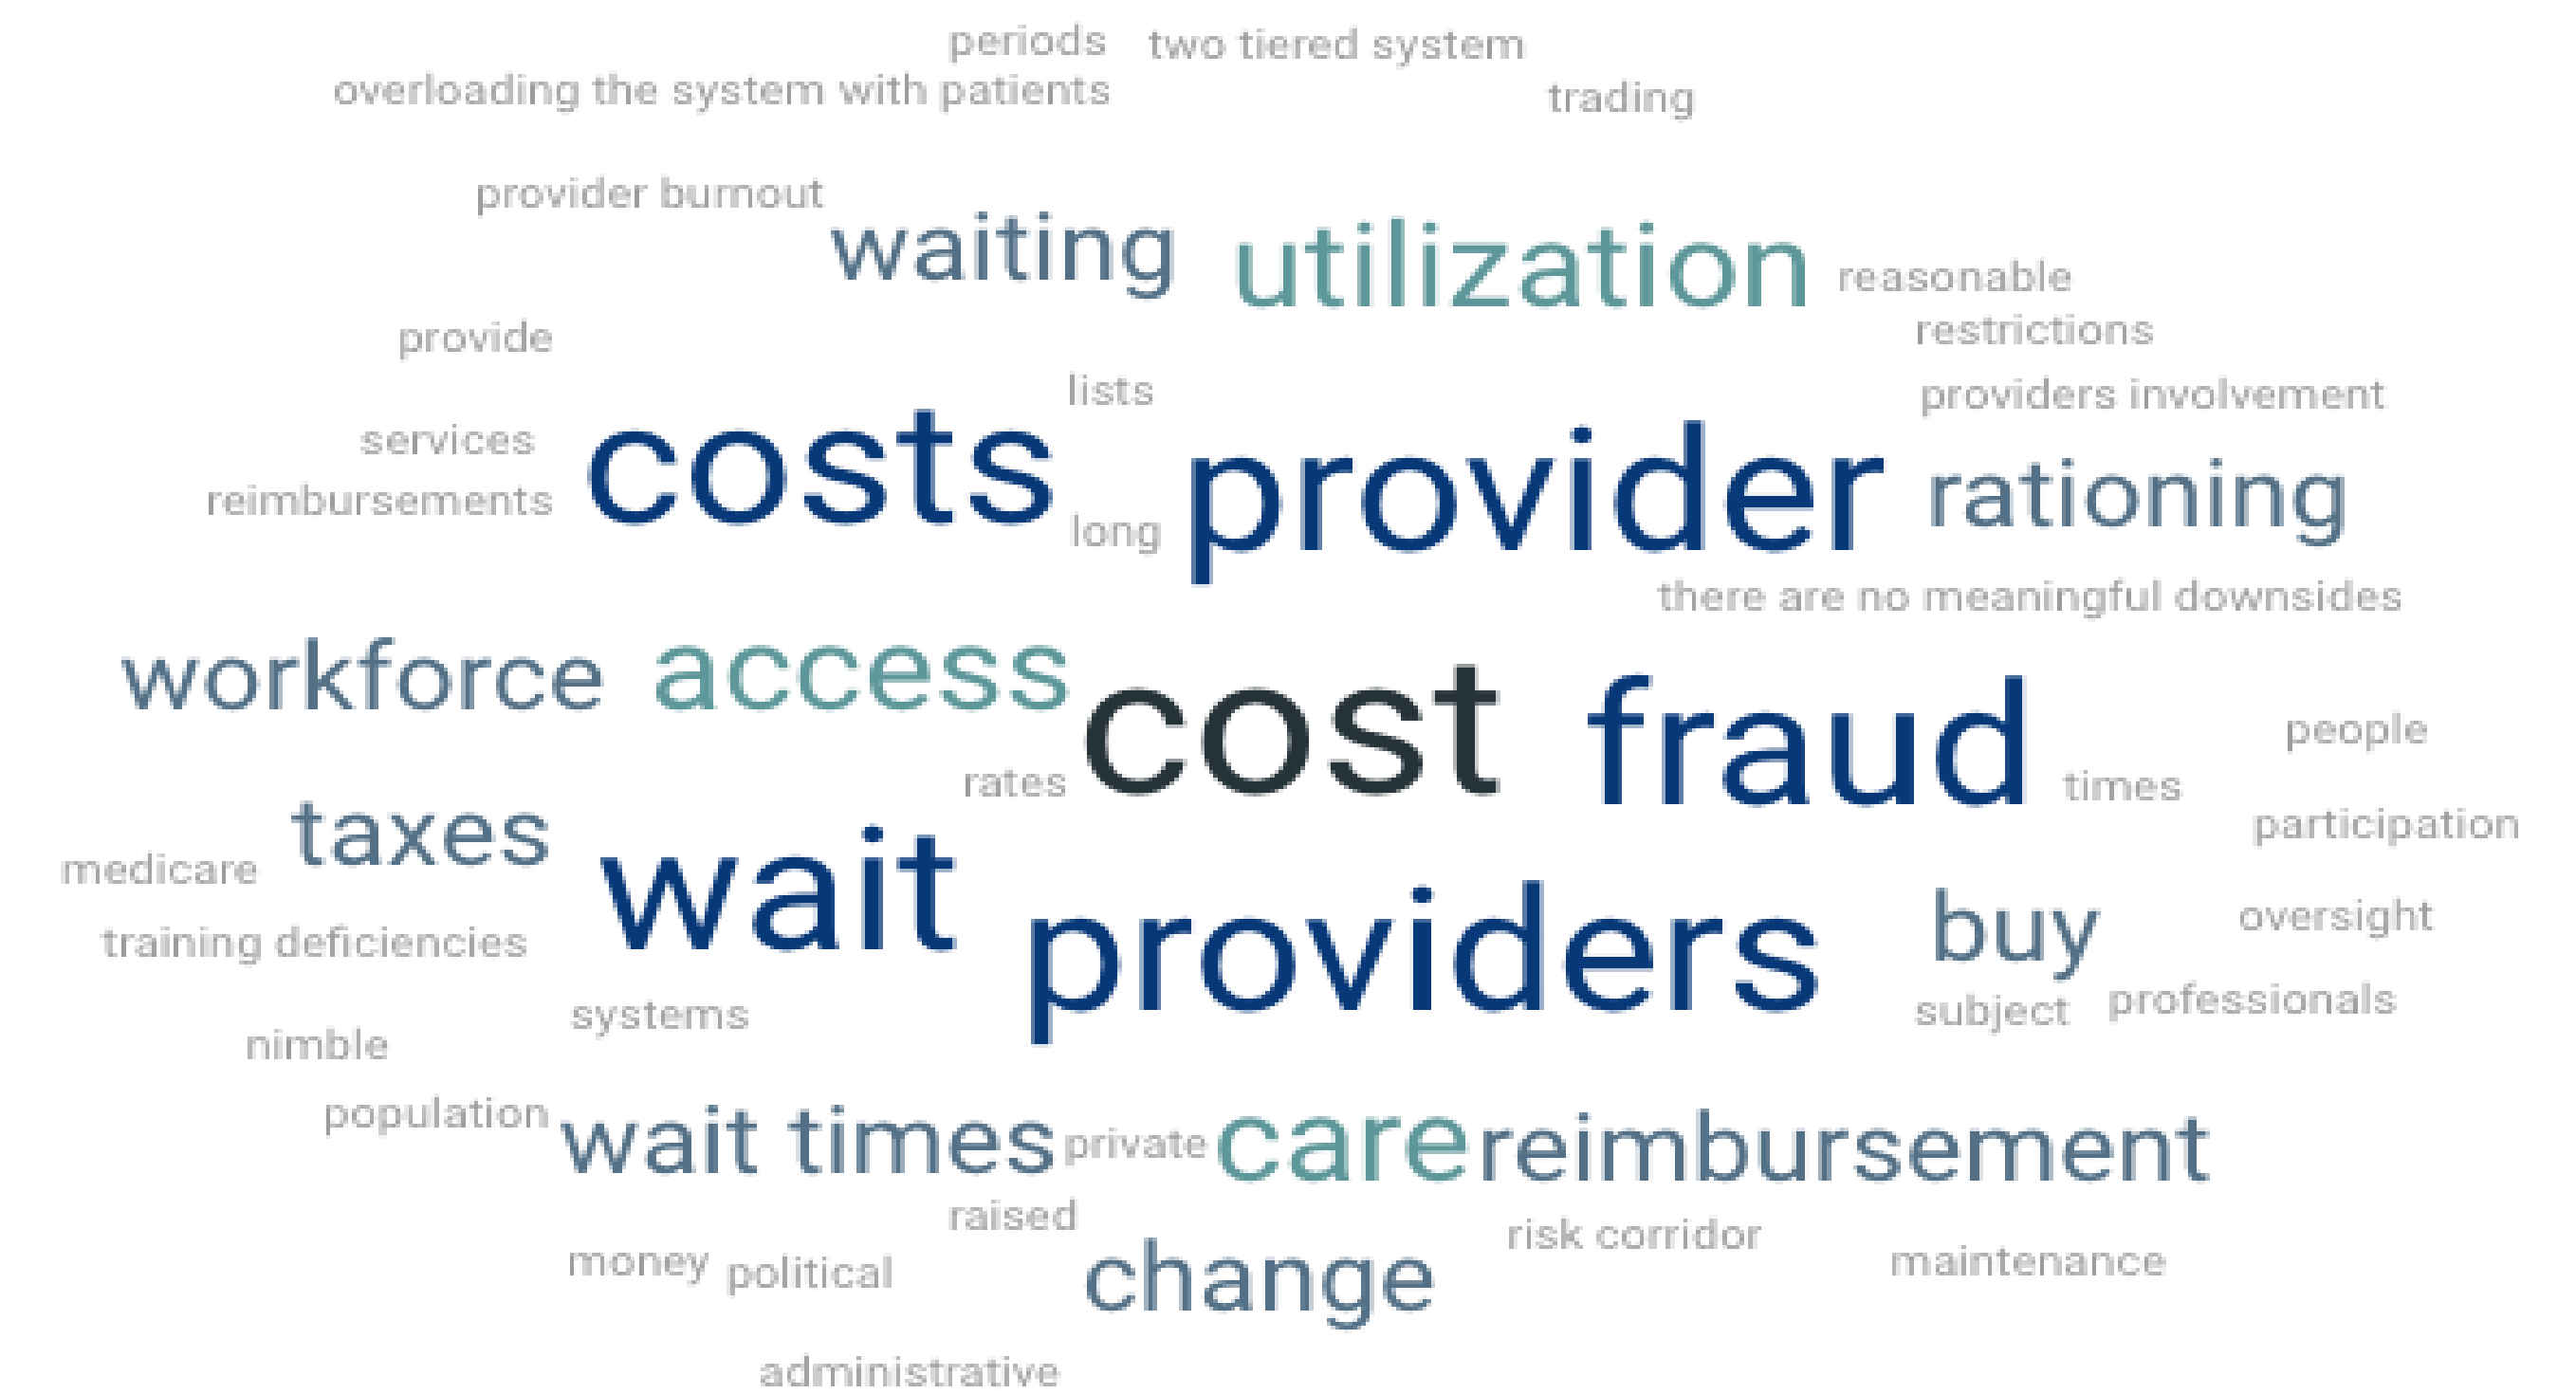 periods two tiered system
overloading the system with patients
trading
provider burnout
waiting utilization
reasonable
provide
restrictions
lists
providers involvement
services
costs provider rationing
reimbursements
long
there are no meaningful downsides
workforce access
cost fraud
people
rates
times
taxes
participation
medicare
wait providers
buy oversight
training deficiencies
systems
subject professionals
nimble
population
wait times private care reimbursement
raised
risk corridor
money political
change
maintenance
administrative